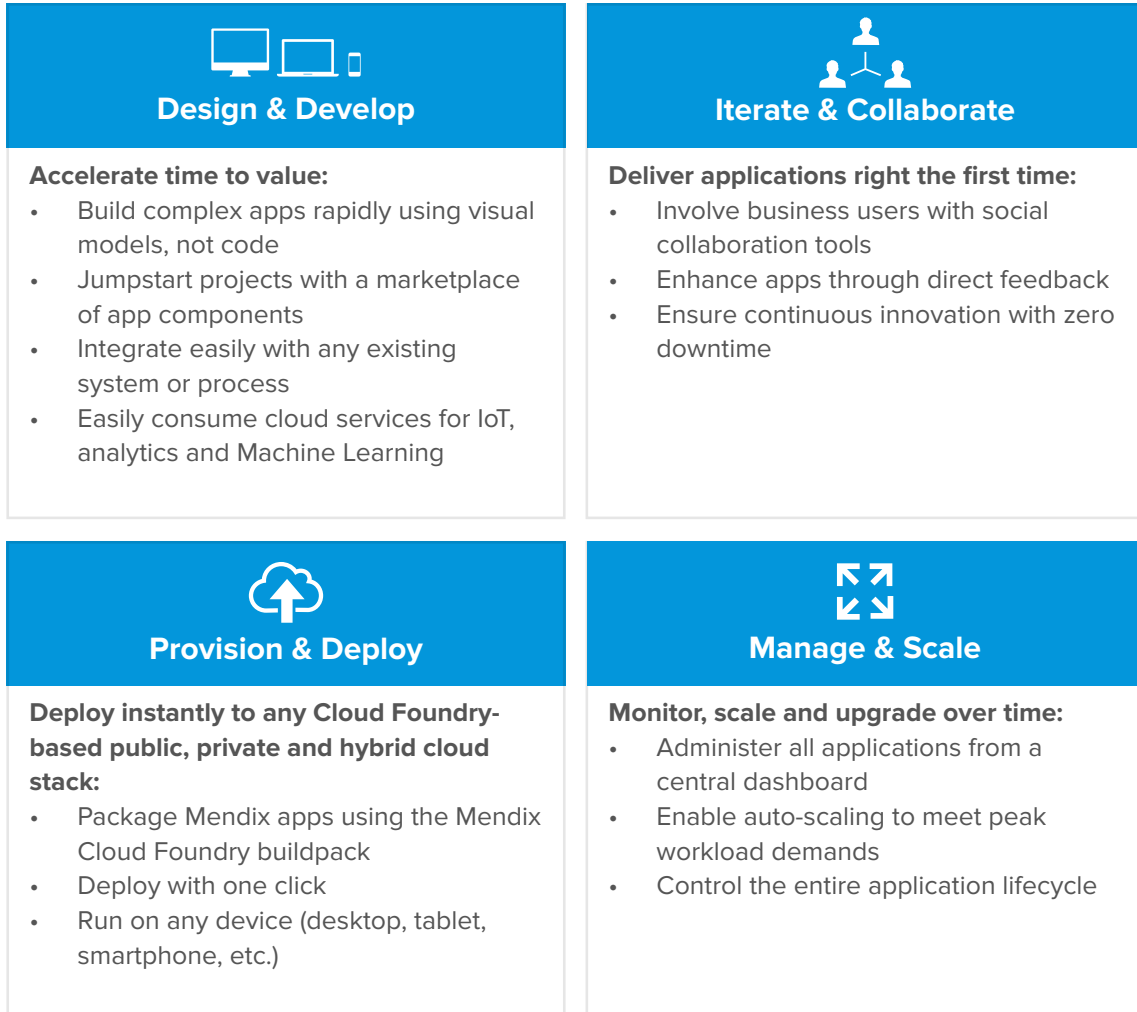 Design & Develop
Accelerate time to value:
• Build complex apps rapidly using visual
models, not code
• Jumpstart projects with a marketplace
of app components
• Integrate easily with any existing
system or process
• Easily consume cloud services for IoT,
analytics and Machine Learning
Iterate & Collaborate
Deliver applications right the first time:
• Involve business users with social
collaboration tools
• Enhance apps through direct feedback
• Ensure continuous innovation with zero
downtime
Provision & Deploy
Deploy instantly to any Cloud Foundry-
based public, private and hybrid cloud
stack:
• Package Mendix apps using the Mendix
Cloud Foundry buildpack
• Deploy with one click
• Run on any device (desktop, tablet,
smartphone, etc.)
Manage & Scale
Monitor, scale and upgrade over time:
• Administer all applications from a
central dashboard
• Enable auto-scaling to meet peak
workload demands
• Control the entire application lifecycle